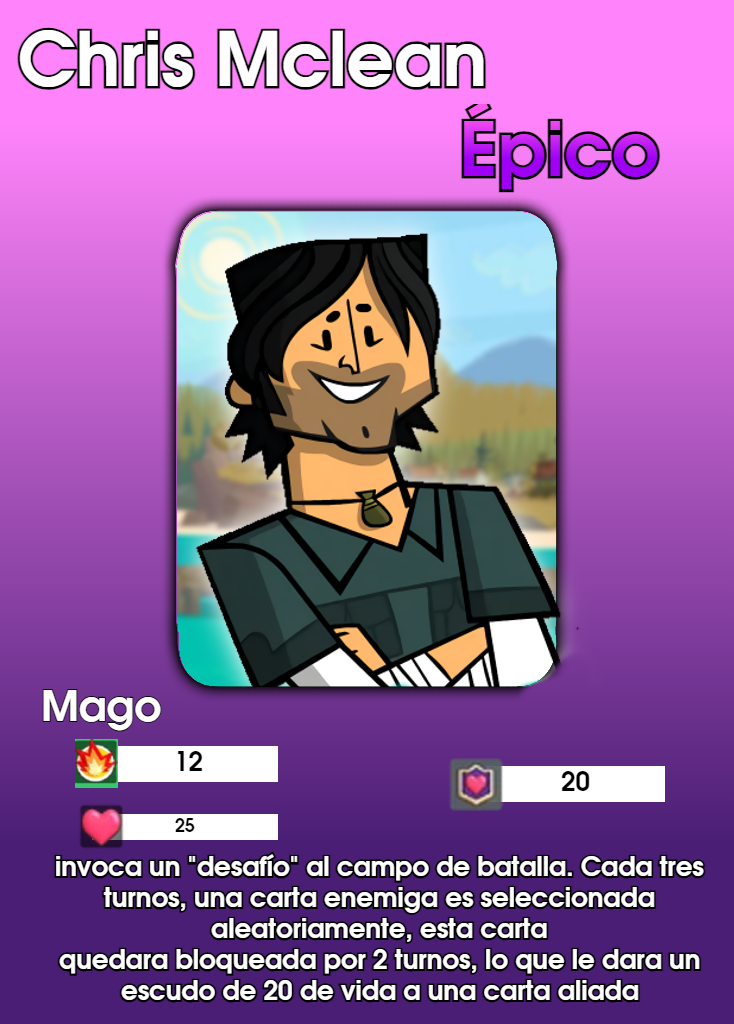 Chris Mclean
Épico
Mago
12
20
25
invoca un "desafío" al campo de batalla. Cada tres
turnos, una carta enemiga es seleccionada
aleatoriamente, esta carta
quedara bloqueada por 2 turnos, lo que le dara un
escudo de 20 de vida a una carta aliada